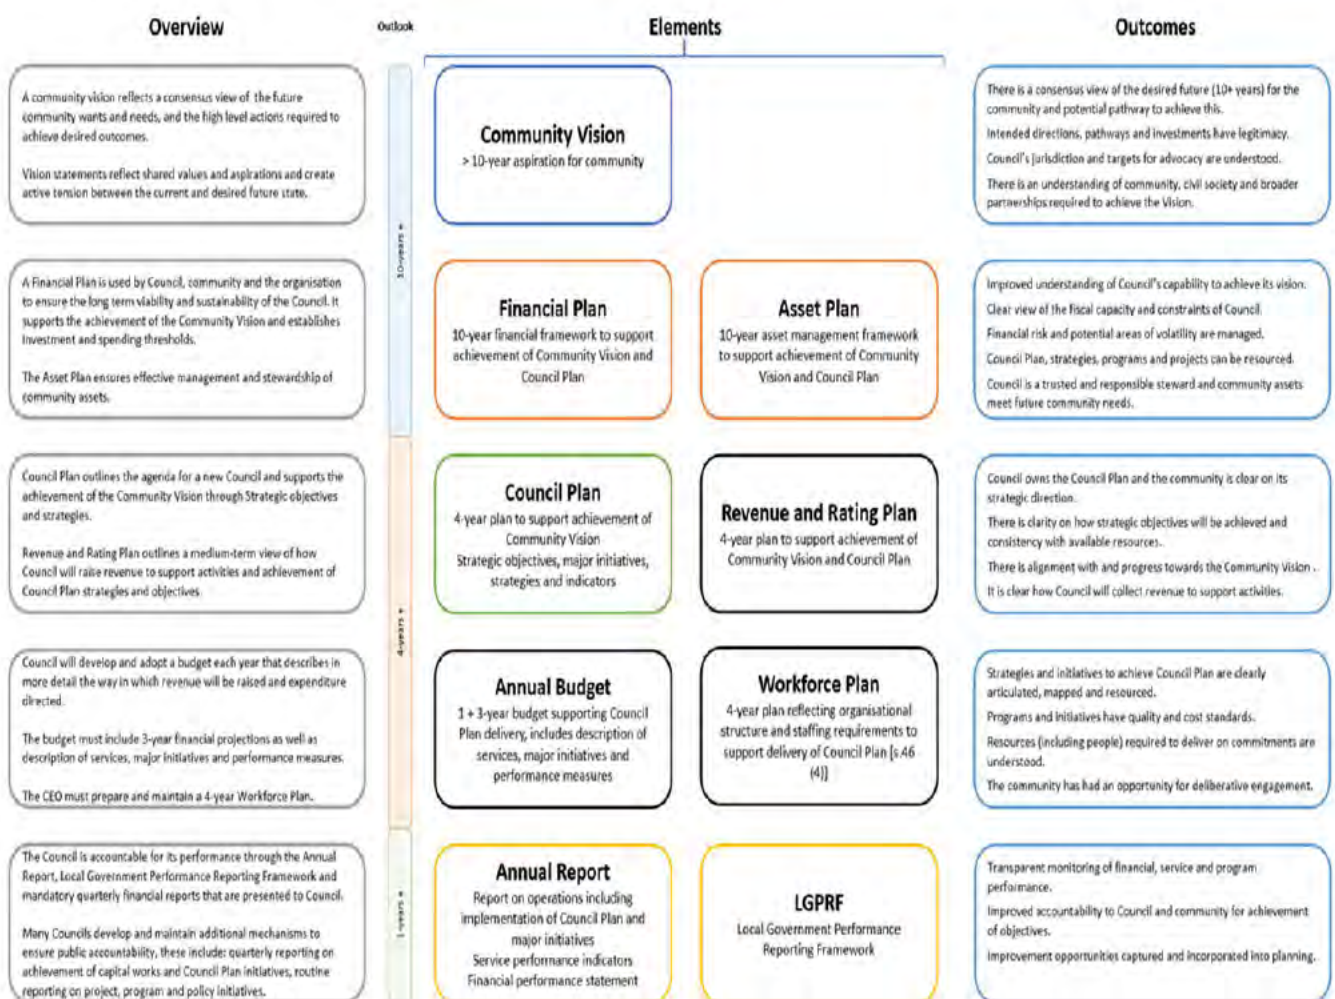 Overview
Outlook
Elements
Outcomes
A community vision reflects a consensus view of the future
community wants and needs, and the high level actions required to
achieve desired outcomes.
Vision statements reflect shared values and aspirations and create
active tension between the current and desired future state.
10-years +
Community Vision
> 10-year aspiration for community
There is a consensus view of the desired future (10+ years) for the
community and potential pathway to achieve this.
Intended directions, pathways and investments have legitimacy.
Council's jurisdiction and targets for advocacy are understood.
There is an understanding of community, civil society and broader
partnerships required to achieve the Vision.
A Financial Plan is used by Council, community and the organisation
to ensure the long term viability and sustainability of the Council. It
supports the achievement of the Community Vision and establishes
investment and spending thresholds.
The Asset Plan ensures effective management and stewardship of
community assets.
Financial Plan
10-year financial framework to support
achievement of Community Vision and
Council Plan
Asset Plan
10-year asset management framework
to support achievement of Community
Vision and Council Plan
Improved understanding of Council's capability to achieve its vision.
Clear view of the fiscal capacity and constraints of Council.
Financial risk and potential areas of volatility are managed.
Council Plan, strategies, programs and projects can be resourced.
Council is a trusted and responsible steward and community assets
meet future community needs.
Council Plan outlines the agenda for a new Council and supports the
achievement of the Community Vision through Strategic objectives
and strategies.
Revenue and Rating Plan outlines a medium-term view of how
Council will raise revenue to support activities and achievement of
Council Plan strategies and objectives
4-years +
Council Plan
4-year plan to support achievement of
Community Vision
Strategic objectives, major initiatives,
strategies and indicators
Revenue and Rating Plan
4-year plan to support achievement of
Community Vision and Council Plan
Council owns the Council Plan and the community is clear on its
strategic direction.
There is clarity on how strategic objectives will be achieved and
consistency with available resources.
There is alignment with and progress towards the Community Vision .
It is clear how Council will collect revenue to support activities.
Council will develop and adopt a budget each year that describes in
more detail the way in which revenue will be raised and expenditure
directed.
The budget must include 3-year financial projections as well as
description of services, major initiatives and performance measures.
The CEO must prepare and maintain a 4-year Workforce Plan.
Annual Budget
1 + 3-year budget supporting Council
Plan delivery, includes description of
services, major initiatives and
performance measures
Workforce Plan
4-year plan reflecting organisational
structure and staffing requirements to
support delivery of Council Plan [s.46
(4)]
Strategies and initiatives to achieve Council Plan are clearly
articulated, mapped and resourced.
Programs and initiatives have quality and cost standards.
Resources (including people) required to deliver on commitments are
understood.
The community has had an opportunity for deliberative engagement.
The Council is accountable for its performance through the Annual
Report, Local Government Performance Reporting Framework and
mandatory quarterly financial reports that are presented to Council.
Many Councils develop and maintain additional mechanisms to
ensure public accountability, these include: quarterly reporting on
achievement of capital works and Council Plan initiatives, routine
reporting on project, program and policy initiatives.
1-years +
Annual Report
Report on operations including
implementation of Council Plan and
major initiatives
Service performance indicators
Financial performance statement
LGPRF
Local Government Performance
Reporting Framework
Transparent monitoring of financial, service and program
performance.
Improved accountability to Council and community for achievement
of objectives.
Improvement opportunities captured and incorporated into planning.